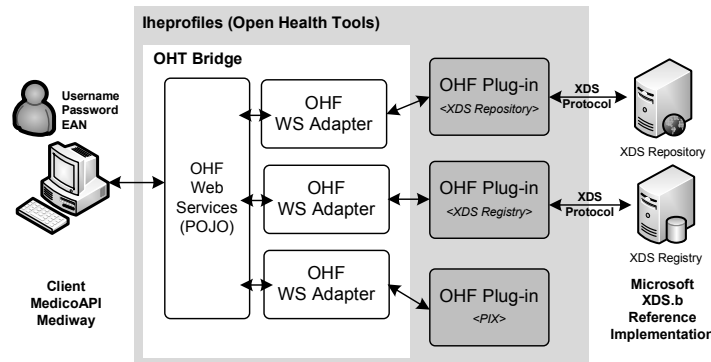 Iheprofiles (Open Health Tools)
OHT Bridge
Username
Password
EAN
Client
MedicoAPI
Mediway
OHF
Web
Services
(POJO)
OHF
WS Adapter
OHF
WS Adapter
OHF
WS Adapter
OHF Plug-in
<XDS Repository>
OHF Plug-in
<XDS Registry>
OHF Plug-in
<PIX>
XDS
Protocol
XDS
Protocol
XDS Repository
XDS Registry
Microsoft
XDS.b
Reference
Implementation